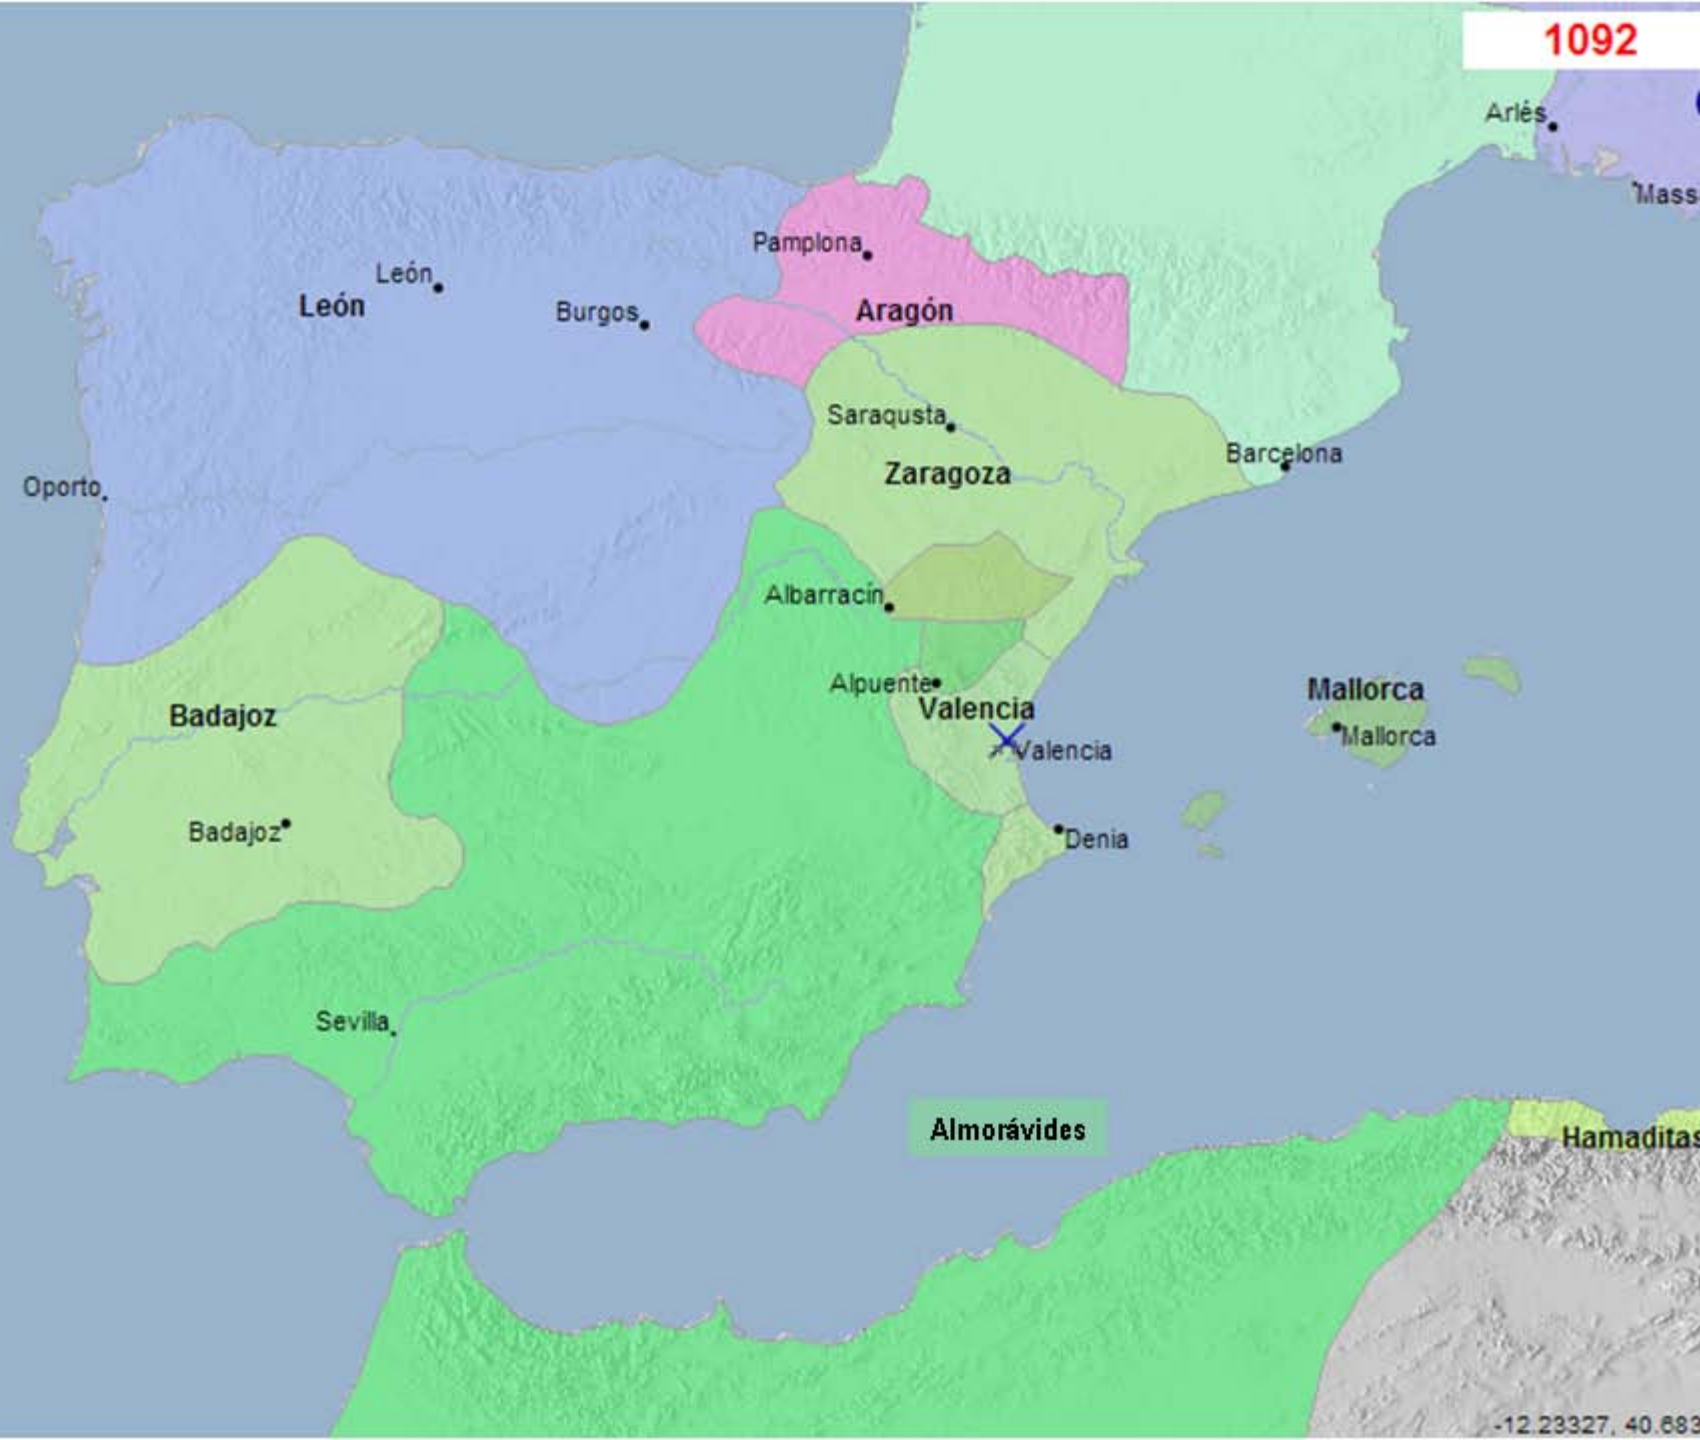 1092
Arlés
Mass
Pamplona
León
León
Burgos
Aragón
Saraqusta
Zaragoza
Barcelona
Oporto
Albarracín
Alpuente
Valencia
Valencia
Mallorca
Mallorca
Badajoz
Badajoz
Denia
Sevilla
Almorávides
Hamaditas
-12.23327, 40.683